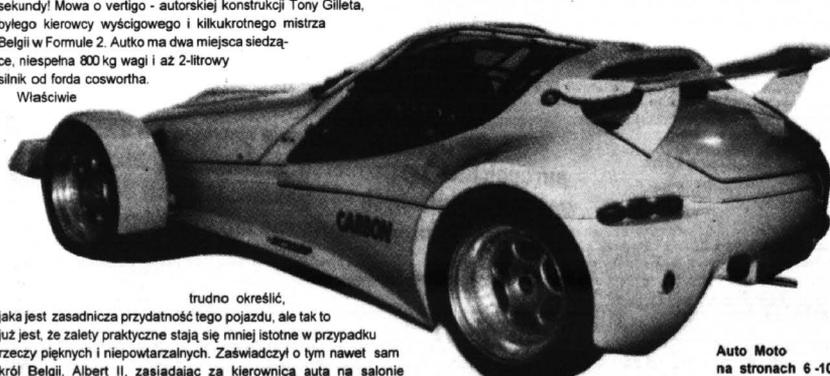 sekundy! Mowa o vertigo - autorskiej konstrukcji Tony Gilleta,
byłego kierowcy wyścigowego i kilkukrotnego mistrza
Belgii w Formule 2. Autko ma dwa miejsca siedzą-
ce, niespełna 800 kg wagi i aż 2-litrowy
silnik od forda coswortha.
Właściwie
CARBON
trudno określić,
jaka jest zasadnicza przydatność tego pojazdu, ale tak to
już jest, że zalety praktyczne stają się mniej istotne w przypadku
rzeczy pięknych i niepowtarzalnych. Zaświadczył o tym nawet sam
król Belgii, Albert II, zasiadając za kierownicą auta na salonie
Auto Moto
na stronach 6 -10